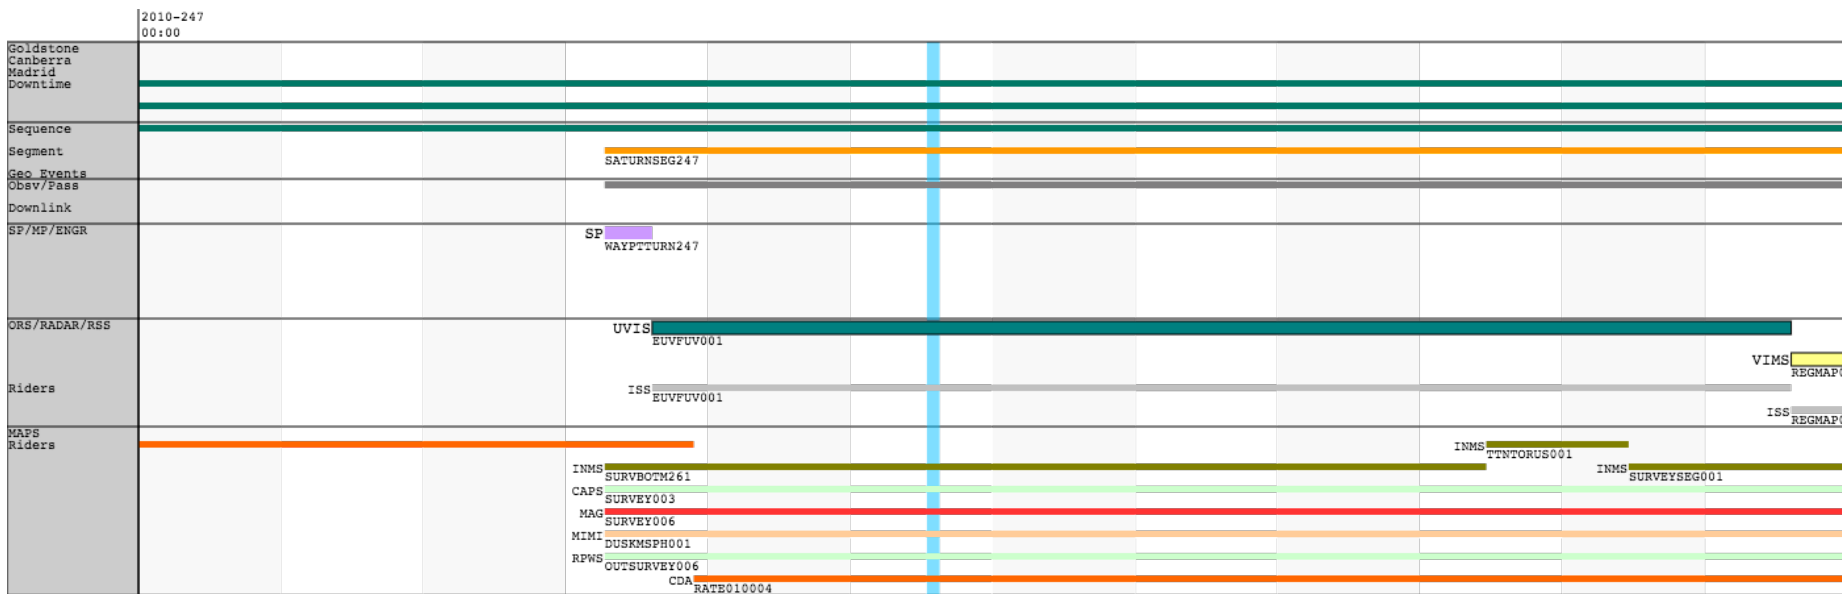 2010-247
00:00
Goldstone
Canberra
Madrid
Downtime
Sequence
Segment
SATURNSEG247
Geo Events
Obsv/Pass
Downlink
SP/MP/ENGR
SP
WAYPTTURN247
ORS/RADAR/RSS
UVIS
EUVFUV001
VIMS
REGMAP0
Riders
ISS
EUVFUV001
ISS
REGMAP0
MAPS
Riders
INMS
TTNTORUS001
INMS
SURVBOTM261
INMS
SURVEYSEG001
CAPS
SURVEY003
MAG
SURVEY006
MIMI
DUSKMSPH001
RPWS
OUTSURVEY006
CDA
RATE010004